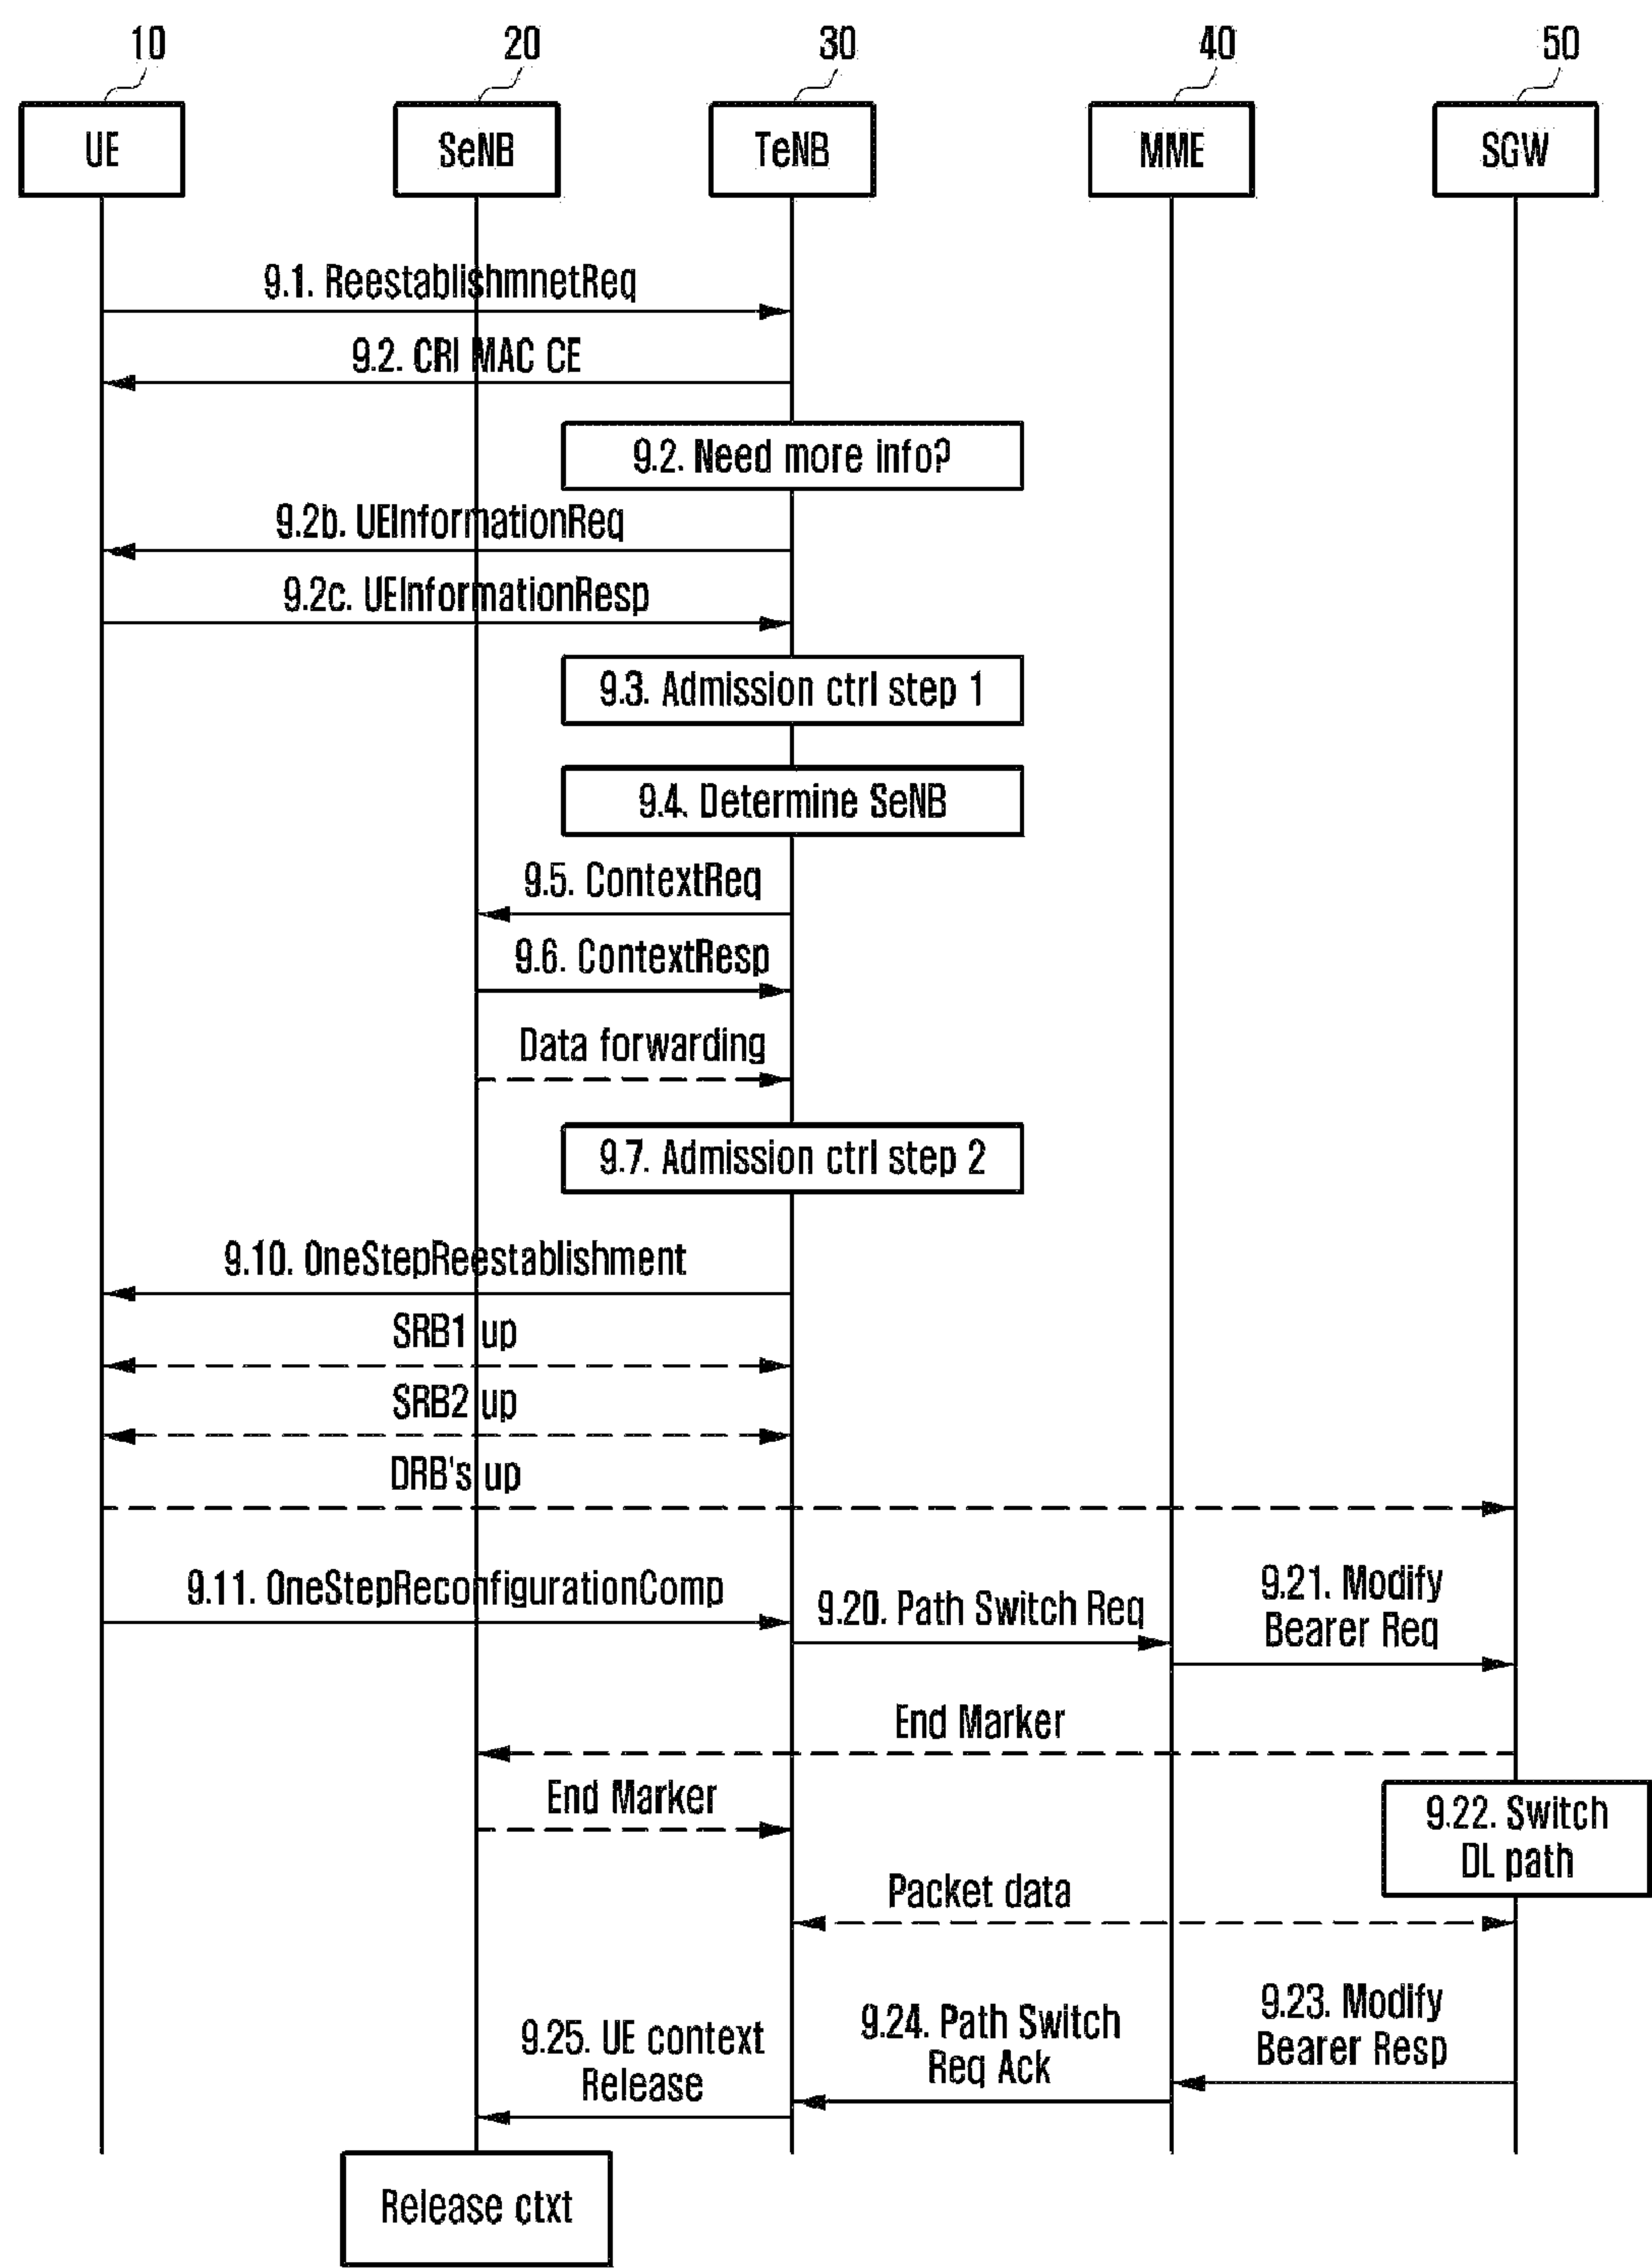 10
20
30
40
50
UE
SeNB
TeNB
MME
SGW
9.1. ReestablishmnetReq
9.2. CRI MAC CE
9.2. Need more info?
9.2b. UEInformationReq
9.2c. UEInformationResp
9.3. Admission ctrl step 1
9.4. Determine SeNB
9.5. ContextReq
9.6. ContextResp
Data forwarding
9.7. Admission ctrl step 2
9.10. OneStepReestablishment
SRB1 up
SRB2 up
DRB's up
9.11. OneStepReconfigurationComp
9.20. Path Switch Req
9.21. Modify
Bearer Req
End Marker
End Marker
9.22. Switch
DL path
Packet data
9.23. Modify
Bearer Resp
9.24. Path Switch
Req Ack
9.25. UE context
Release
Release ctxt